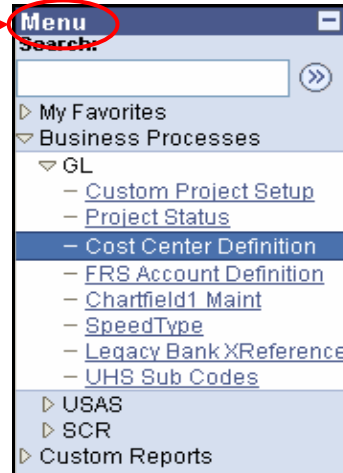 Menu
Search:
My Favorites
Business Processes
GL
Custom Project Setup
Project Status
Cost Center Definition
FRS Account Definition
Chartfield1 Maint
SpeedType
Legacy Bank XReference
UHS Sub Codes
USAS
SCR
Custom Reports